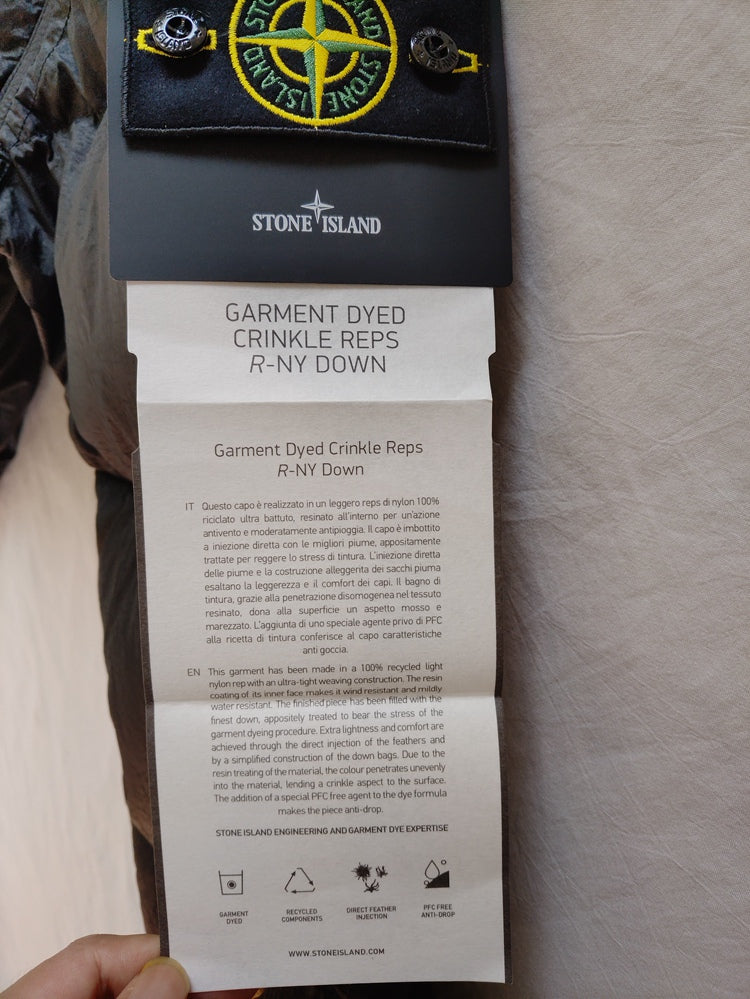 STONE ISLAND
STONE ISLAND
GARMENT DYED
CRINKLE REPS
R-NY DOWN
Garment Dyed Crinkle Reps
R-NY Down
IT Questo capo è realizzato in un leggero reps di nylon 100%
riciclato ultra battuto, resinato all'interno per un'azione
antivento e moderatamente antipioggia. Il capo è imbottito
a iniezione diretta con le migliori piume, appositamente
trattate per reggere lo stress di tintura. L'iniezione diretta
delle piume e la costruzione alleggerita dei sacchi piuma
esaltano la leggerezza e il comfort dei capi. Il bagno di
tintura, grazie alla penetrazione disomogenea nel tessuto
resinato, dona alla superficie un aspetto mosso e
marezzato. L'aggiunta di uno speciale agente privo di PFC
alla ricetta di tintura conferisce al capo caratteristiche
anti goccia.
EN This garment has been made in a 100% recycled light
nylon rep with an ultra-tight weaving construction. The resin
coating of its inner face makes it wind resistant and mildly
water resistant. The finished piece has been filled with the
finest down, appositely treated to bear the stress of the
garment dyeing procedure. Extra lightness and comfort are
achieved through the direct injection of the feathers and
by a simplified construction of the down bags. Due to the
resin treating of the material, the colour penetrates unevenly
into the material, lending a crinkle aspect to the surface.
The addition of a special PFC free agent to the dye formula
makes the piece anti-drop.
STONE ISLAND ENGINEERING AND GARMENT DYE EXPERTISE
GARMENT
DYED
RECYCLED
COMPONENTS
DIRECT FEATHER
INJECTION
PFC FREE
ANTI-DROP
WWW.STONEISLAND.COM